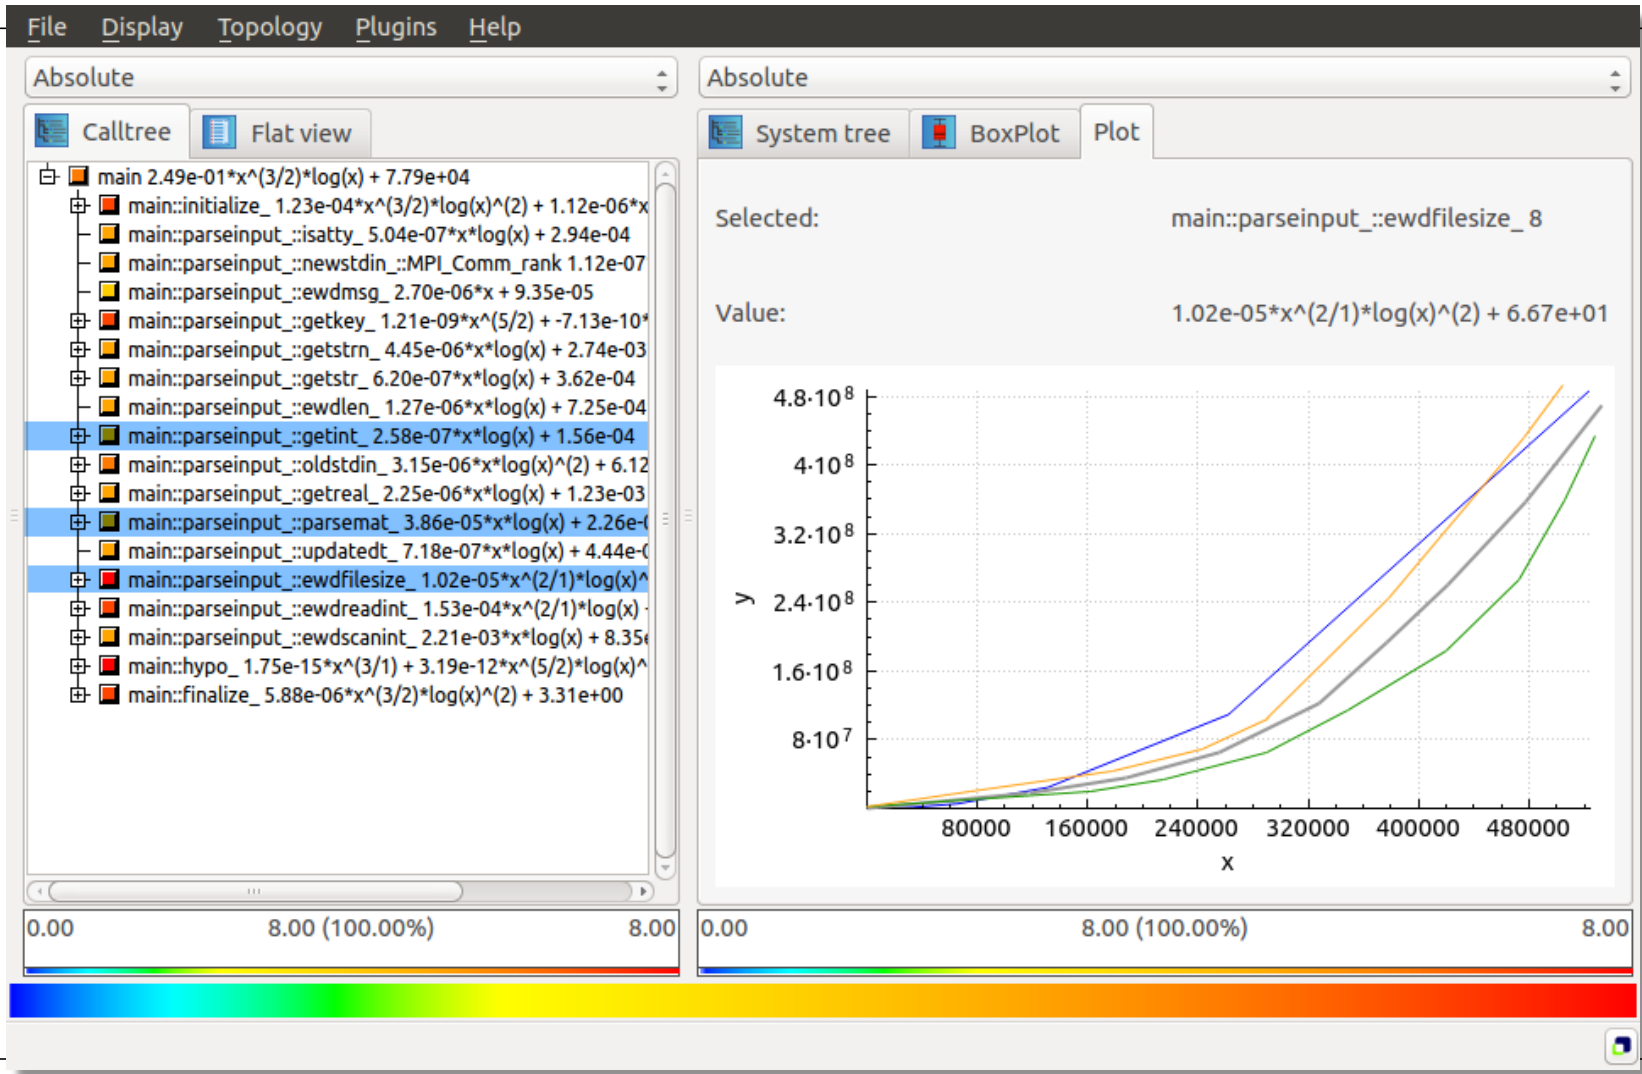 File Display Topology Plugins Help
Absolute
Absolute
Calltree Flat view
System tree BoxPlot Plot
main 2.49e-01*x^(3/2)*log(x) + 7.79e+04
main::initialize_ 1.23e-04*x^(3/2)*log(x)^(2) + 1.12e-06*x
main::parseinput_::isatty_ 5.04e-07*x*log(x) + 2.94e-04
main::parseinput_::newstdin_::MPI_Comm_rank 1.12e-07
main::parseinput_::ewdmsg_ 2.70e-06*x + 9.35e-05
main::parseinput_::getkey_ 1.21e-09*x^(5/2) + -7.13e-10*
main::parseinput_::getstrn_ 4.45e-06*x*log(x) + 2.74e-03
main::parseinput_::getstr_ 6.20e-07*x*log(x) + 3.62e-04
main::parseinput_::ewdlen_ 1.27e-06*x*log(x) + 7.25e-04
main::parseinput_::getint_ 2.58e-07*x*log(x) + 1.56e-04
main::parseinput_::oldstdin_ 3.15e-06*x*log(x)^(2) + 6.12
main::parseinput_::getreal_ 2.25e-06*x*log(x) + 1.23e-03
main::parseinput_::parsemat_ 3.86e-05*x*log(x) + 2.26e-
main::parseinput_::updatedt_ 7.18e-07*x*log(x) + 4.44e-
main::parseinput_::ewdfilesize_ 1.02e-05*x^(2/1)*log(x)^
main::parseinput_::ewdreadint_ 1.53e-04*x^(2/1)*log(x)
main::parseinput_::ewdscanint_ 2.21e-03*x*log(x) + 8.35e
main::hypo_ 1.75e-15*x^(3/1) + 3.19e-12*x^(5/2)*log(x)^
main::finalize_ 5.88e-06*x^(3/2)*log(x)^(2) + 3.31e+00
Selected: main::parseinput_::ewdfilesize_ 8
Value: 1.02e-05*x^(2/1)*log(x)^(2) + 6.67e+01
4.8·10⁸
4·10⁸
3.2·10⁸
2.4·10⁸
1.6·10⁸
8·10⁷
y
80000 160000 240000 320000 400000 480000
x
0.00 8.00 (100.00%) 8.00
0.00 8.00 (100.00%) 8.00